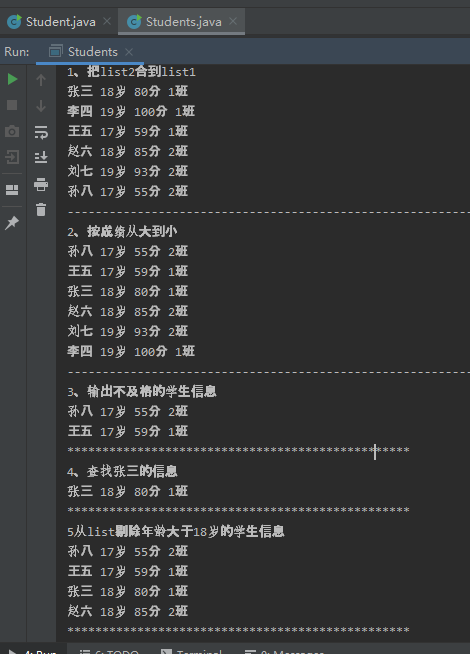 Student.java × Students.java ×
Run: Students ×
1、把list2合到list1
张三 18岁 80分 1班
李四 19岁 100分 1班
王五 17岁 59分 1班
赵六 18岁 85分 2班
刘七 19岁 93分 2班
孙八 17岁 55分 2班
----------------------------------------------------------
2、按成绩从大到小
孙八 17岁 55分 2班
王五 17岁 59分 1班
张三 18岁 80分 1班
赵六 18岁 85分 2班
刘七 19岁 93分 2班
李四 19岁 100分 1班
----------------------------------------------------------
3、输出不及格的学生信息
孙八 17岁 55分 2班
王五 17岁 59分 1班
*************************************************
4、查找张三的信息
张三 18岁 80分 1班
*************************************************
5从list剔除年龄大于18岁的学生信息
孙八 17岁 55分 2班
王五 17岁 59分 1班
张三 18岁 80分 1班
赵六 18岁 85分 2班
*************************************************
4: Run 6: TODO Terminal 0: Messages